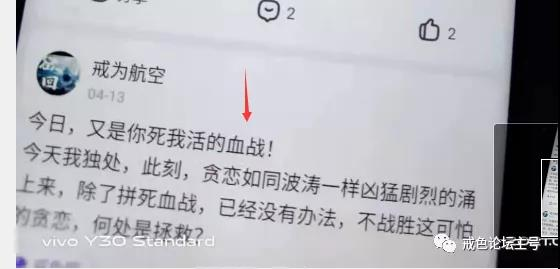 2
2
戒为航空
04-13
今日，又是你死我活的血战！
今天我独处，此刻，贪恋如同波涛一样凶猛剧烈的涌
上来，除了拼死血战，已经没有办法，不战胜这可怕
的贪恋，何处是拯救？
vivo Y30 Standard
戒色论坛主号